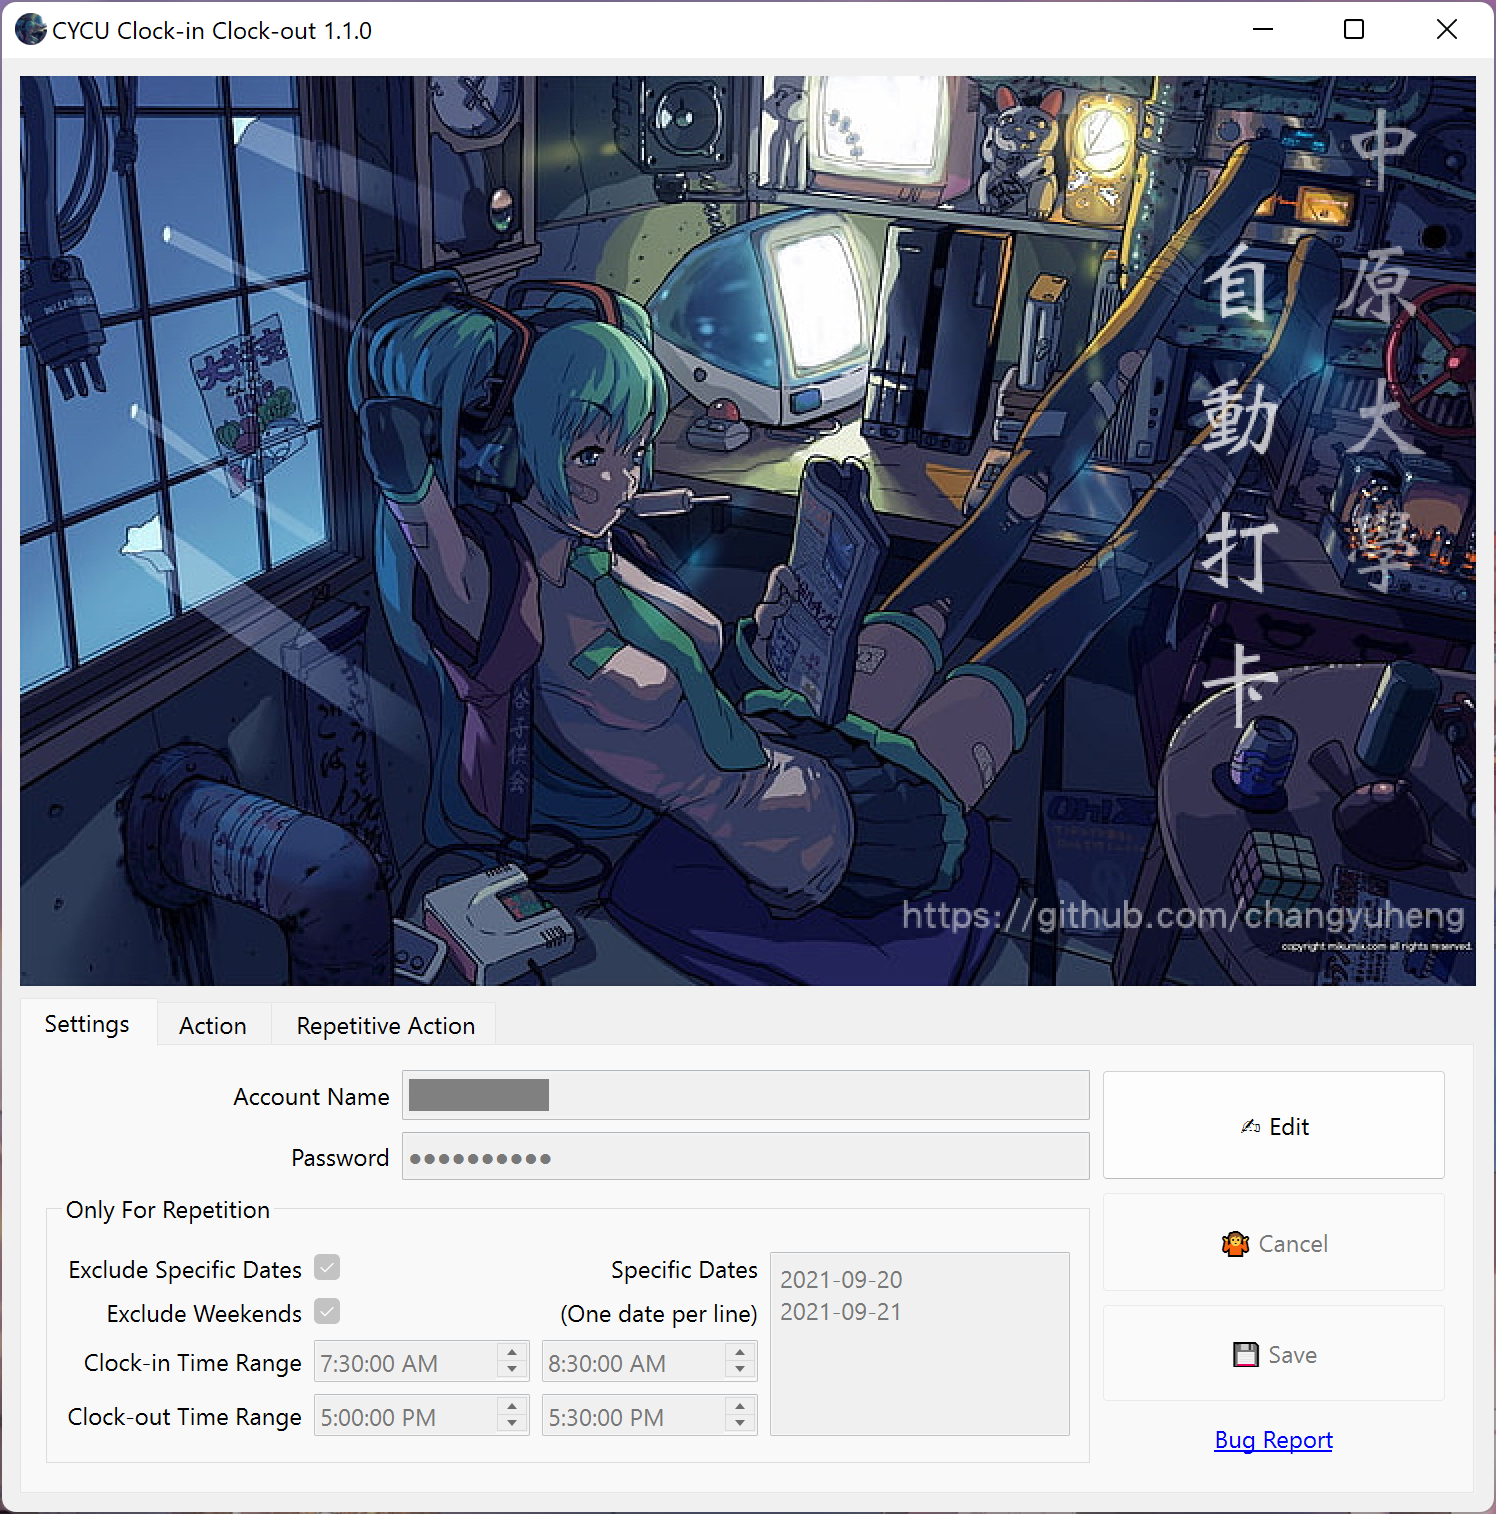 CYCU Clock-in Clock-out 1.1.0
中原大學
自動打卡
https://github.com/changyuheng
copyright mikumix.com all rights reserved.
Settings
Action
Repetitive Action
Account Name
Password
Edit
Cancel
Save
Bug Report
Only For Repetition
Exclude Specific Dates
Exclude Weekends
Clock-in Time Range
7:30:00 AM
8:30:00 AM
Clock-out Time Range
5:00:00 PM
5:30:00 PM
Specific Dates
(One date per line)
2021-09-20
2021-09-21